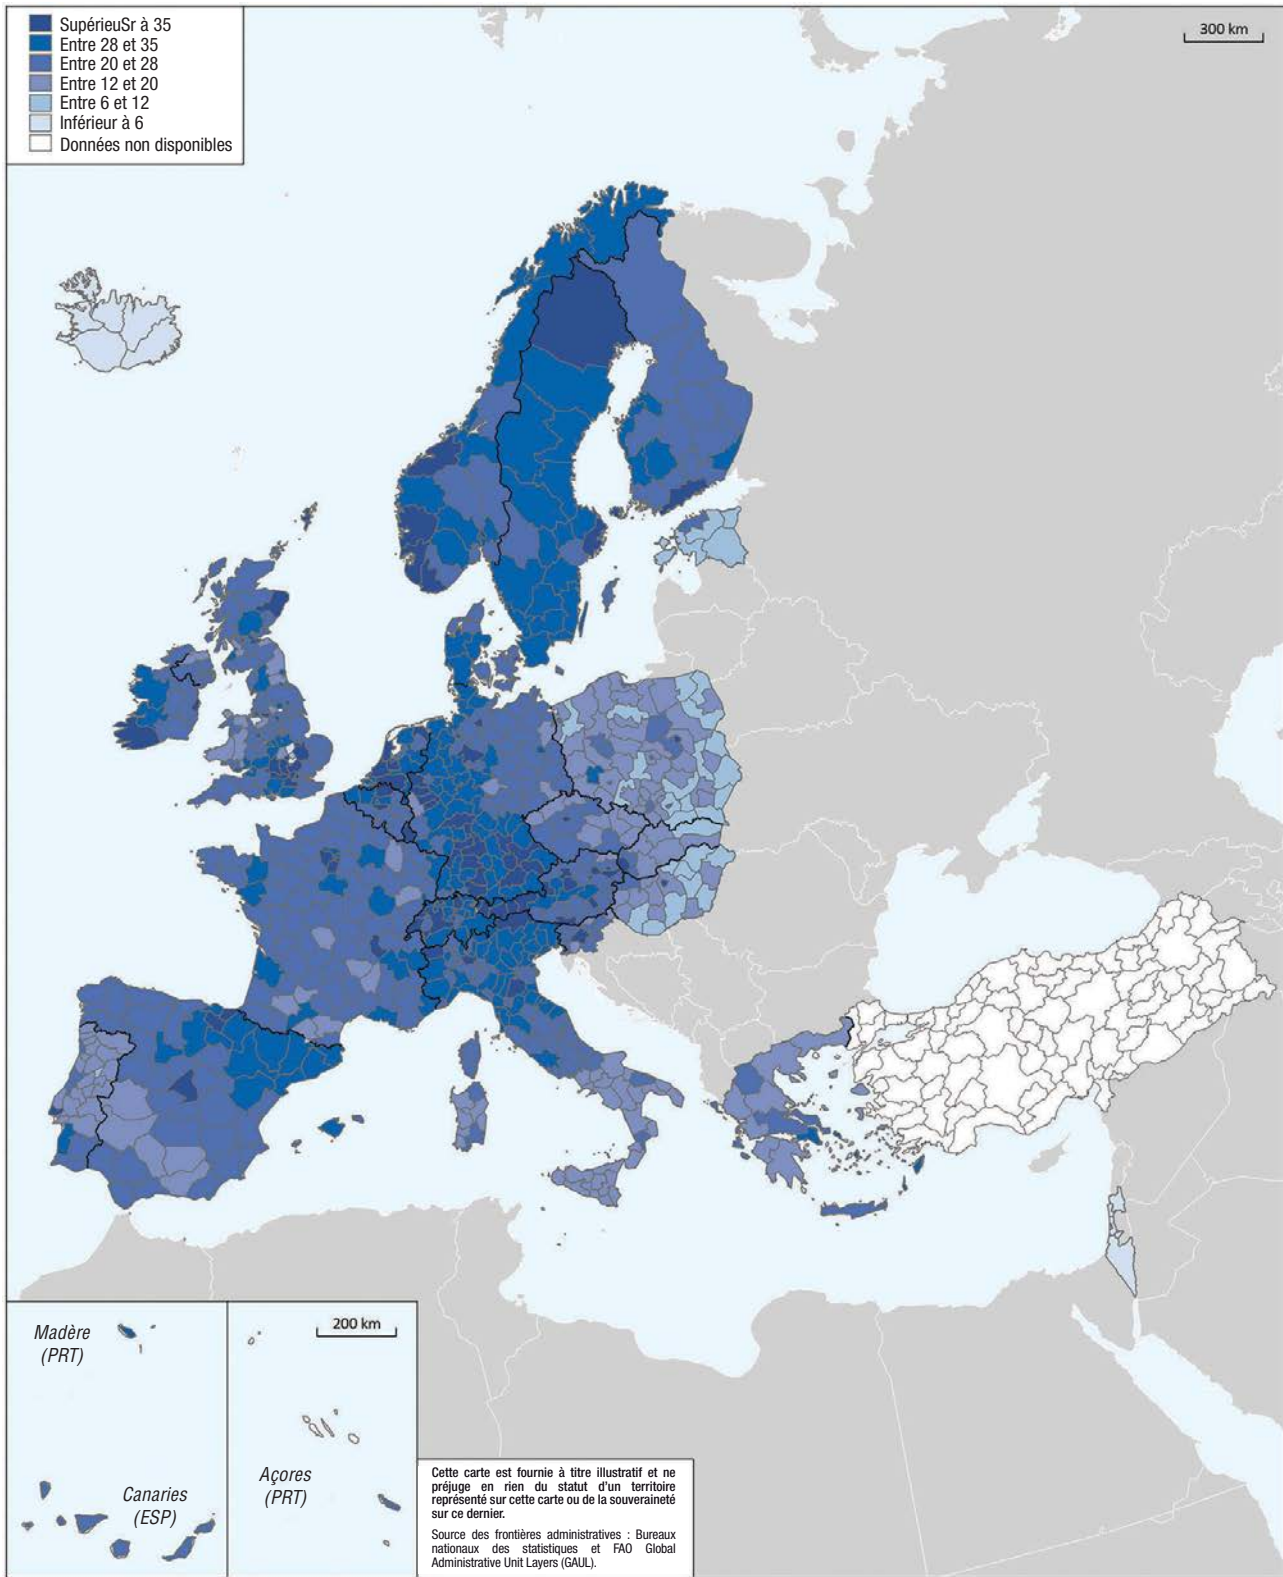 SupérieuSr à 35
Entre 28 et 35
Entre 20 et 28
Entre 12 et 20
Entre 6 et 12
Inférieur à 6
Données non disponibles
300 km
Madère
(PRT)
Canaries
(ESP)
200 km
Açores
(PRT)
Cette carte est fournie à titre illustratif et ne
préjuge en rien du statut d'un territoire
représenté sur cette carte ou de la souveraineté
sur ce dernier.
Source des frontières administratives : Bureaux
nationaux des statistiques et FAO Global
Administrative Unit Layers (GAUL).